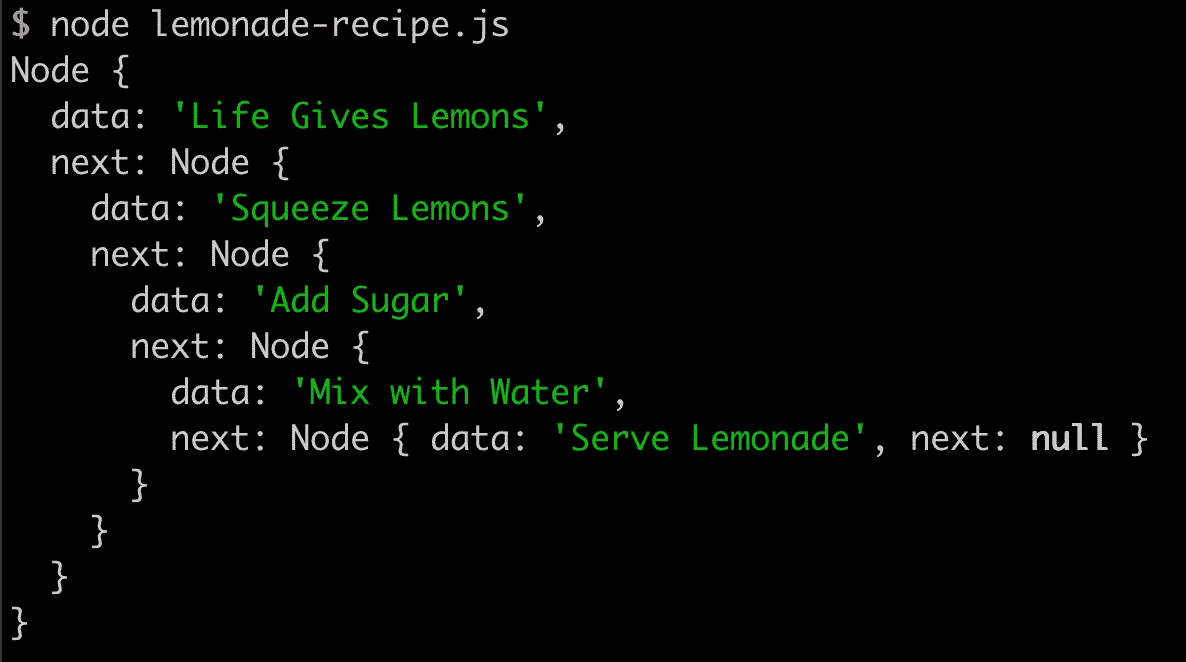 $ node lemonade-recipe.js
Node {
  data: 'Life Gives Lemons',
  next: Node {
    data: 'Squeeze Lemons',
    next: Node {
      data: 'Add Sugar',
      next: Node {
        data: 'Mix with Water',
        next: Node { data: 'Serve Lemonade', next: null }
      }
    }
  }
}